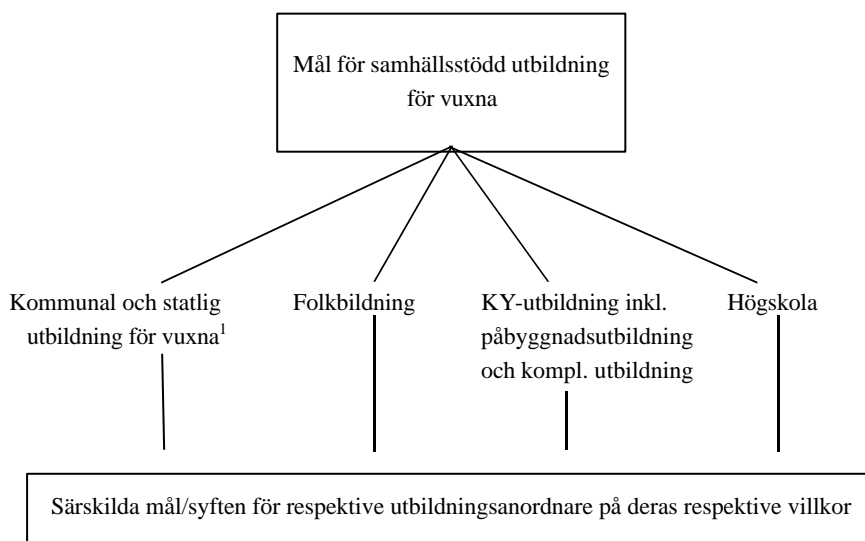 Mål för samhällsstödd utbildning
för vuxna
Kommunal och statlig
utbildning för vuxna¹
Folkbildning
KY-utbildning inkl.
påbyggnadsutbildning
och kompl. utbildning
Högskola
Särskilda mål/syften för respektive utbildningsanordnare på deras respektive villkor